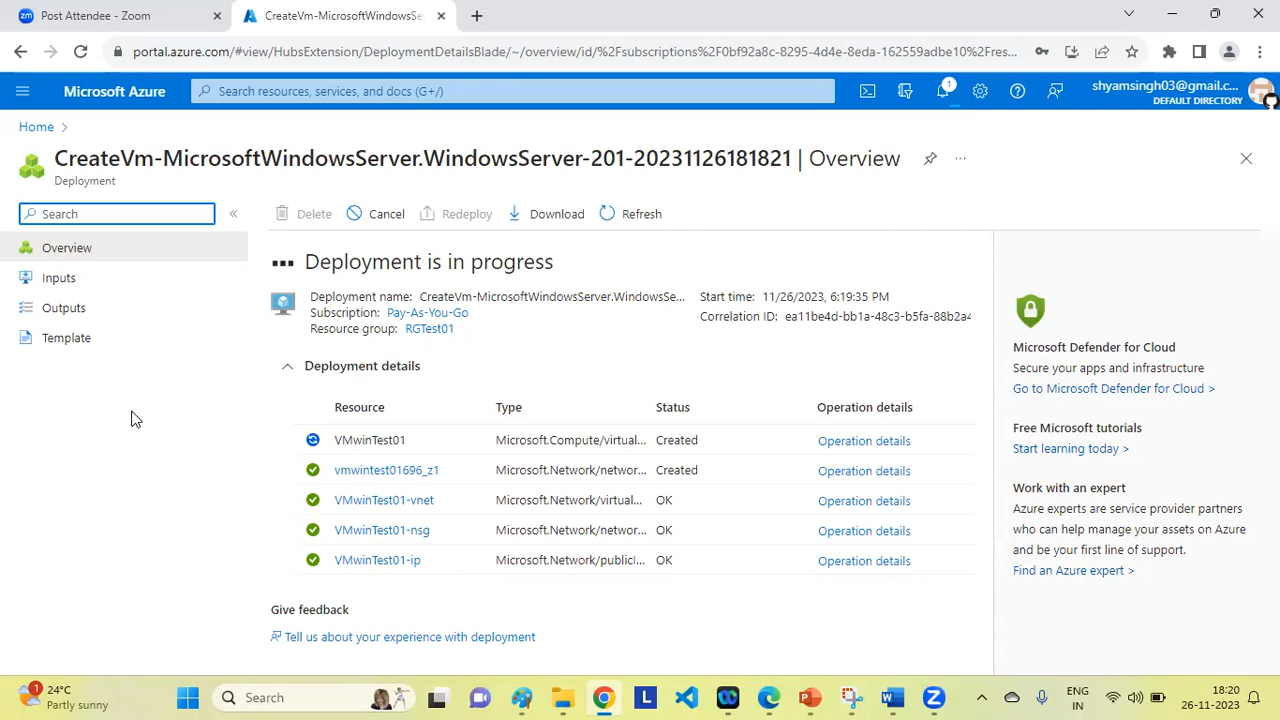 zm Post Attendee - Zoom
CreateVm-MicrosoftWindowsSe
portal.azure.com/#view/HubsExtension/DeploymentDetailsBlade/~/overview/id/%2Fsubscriptions%2F0bf92a8c-8295-4d4e-8eda-162559adbe10%2Fres...
Microsoft Azure
Search resources, services, and docs (G+/)
1
shyamsingh03@gmail.c...
DEFAULT DIRECTORY
Home >
CreateVm-MicrosoftWindowsServer.WindowsServer-201-20231126181821 | Overview
Deployment
Search
Delete Cancel Redeploy Download Refresh
Overview
Inputs
Outputs
Template
Deployment is in progress
Deployment name: CreateVm-MicrosoftWindowsServer.WindowsSe...
Subscription: Pay-As-You-Go
Resource group: RGTest01
Start time: 11/26/2023, 6:19:35 PM
Correlation ID: ea11be4d-bb1a-48c3-b5fa-88b2a4
Deployment details
Resource Type Status Operation details
VMwinTest01 Microsoft.Compute/virtual... Created Operation details
vmwintest01696_z1 Microsoft.Network/networ... Created Operation details
VMwinTest01-vnet Microsoft.Network/virtual... OK Operation details
VMwinTest01-nsg Microsoft.Network/networ... OK Operation details
VMwinTest01-ip Microsoft.Network/publicI... OK Operation details
Give feedback
Tell us about your experience with deployment
Microsoft Defender for Cloud
Secure your apps and infrastructure
Go to Microsoft Defender for Cloud >
Free Microsoft tutorials
Start learning today >
Work with an expert
Azure experts are service provider partners
who can help manage your assets on Azure
and be your first line of support.
Find an Azure expert >
1
24°C
Partly sunny
Search
L
ENG
IN
18:20
26-11-2023